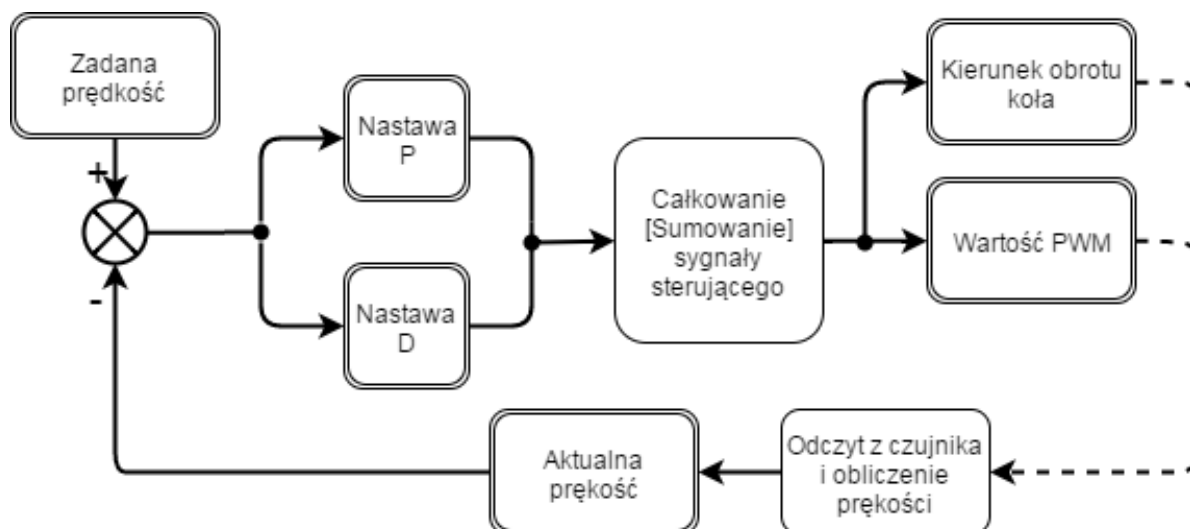 Zadana
prędkość
+
-
Nastawa
P
Nastawa
D
Całkowanie
[Sumowanie]
sygnały
sterującego
Kierunek obrotu
koła
Wartość PWM
Odczyt z czujnika
i obliczenie
prękości
Aktualna
prękość